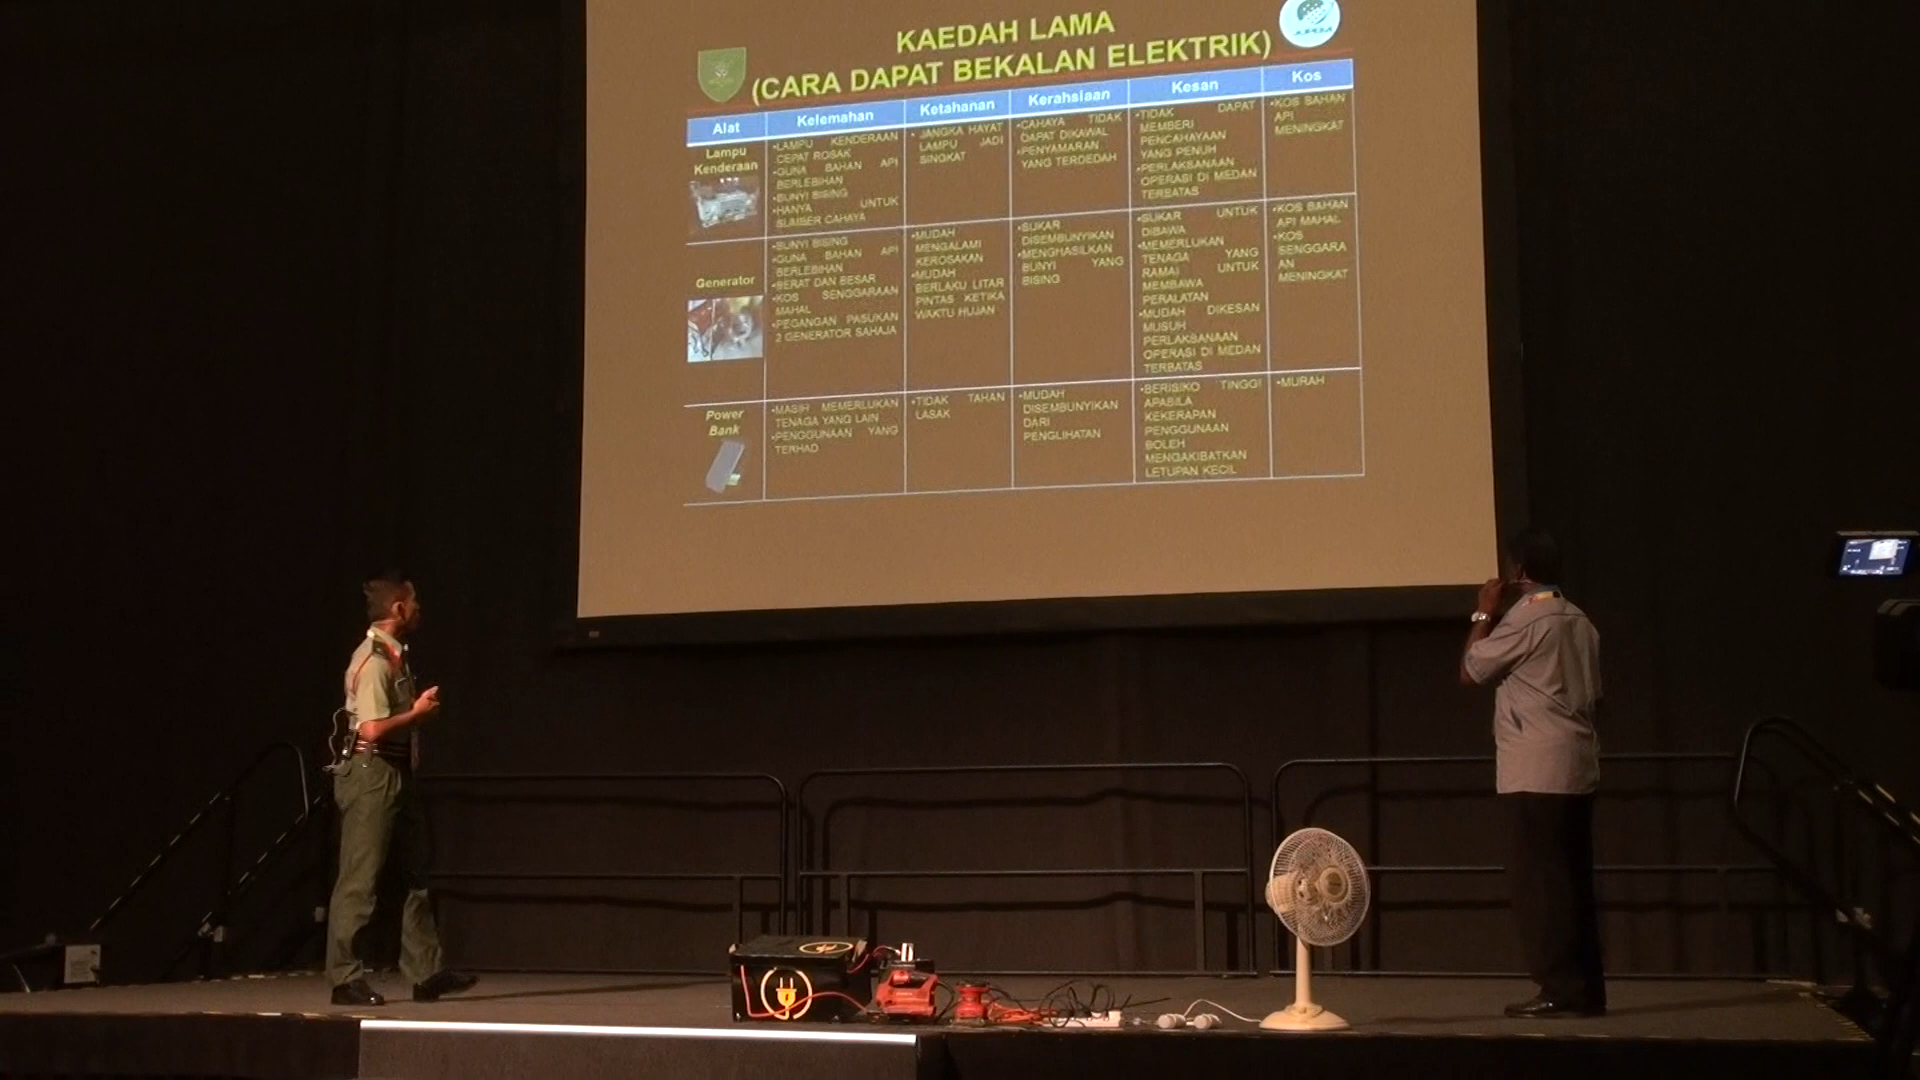 KAEDAH LAMA
(CARA DAPAT BEKALAN ELEKTRIK)
Alat
Kelemahan
Ketahanan
Kerahsiaan
Kesan
Kos
Lampu
Kenderaan
•LAMPU KENDERAAN
CEPAT ROSAK
•GUNA BAHAN API
BERLEBIHAN
•BUNYI BISING
•HANYA UNTUK
SUMBER CAHAYA
• JANGKA HAYAT
LAMPU JADI
SINGKAT
•CAHAYA TIDAK
DAPAT DIKAWAL
•PENYAMARAN
YANG TERDEDAH
•TIDAK DAPAT
MEMBERI
PENCAHAYAAN
YANG PENUH
•PERLAKSANAAN
OPERASI DI MEDAN
TERBATAS
•KOS BAHAN
API
MENINGKAT
Generator
•BUNYI BISING
•GUNA BAHAN API
BERLEBIHAN
•BERAT DAN BESAR
•KOS SENGGARAAN
MAHAL
•PEGANGAN PASUKAN
2 GENERATOR SAHAJA
•MUDAH
MENGALAMI
KEROSAKAN
•MUDAH
BERLAKU LITAR
PINTAS KETIKA
WAKTU HUJAN
•SUKAR
DISEMBUNYIKAN
•MENGHASILKAN
BUNYI YANG
BISING
•SUKAR UNTUK
DIBAWA
•MEMERLUKAN
TENAGA YANG
RAMAI UNTUK
MEMBAWA
PERALATAN
•MUDAH DIKESAN
MUSUH
PERLAKSANAAN
OPERASI DI MEDAN
TERBATAS
•KOS BAHAN
API MAHAL
•KOS
SENGGARA
AN
MENINGKAT
Power
Bank
•MASIH MEMERLUKAN
TENAGA YANG LAIN
•PENGGUNAAN YANG
TERHAD
•TIDAK TAHAN
LASAK
•MUDAH
DISEMBUNYIKAN
DARI
PENGLIHATAN
•BERISIKO TINGGI
APABILA
KEKERAPAN
PENGGUNAAN
BOLEH
MENGAKIBATKAN
LETUPAN KECIL
•MURAH